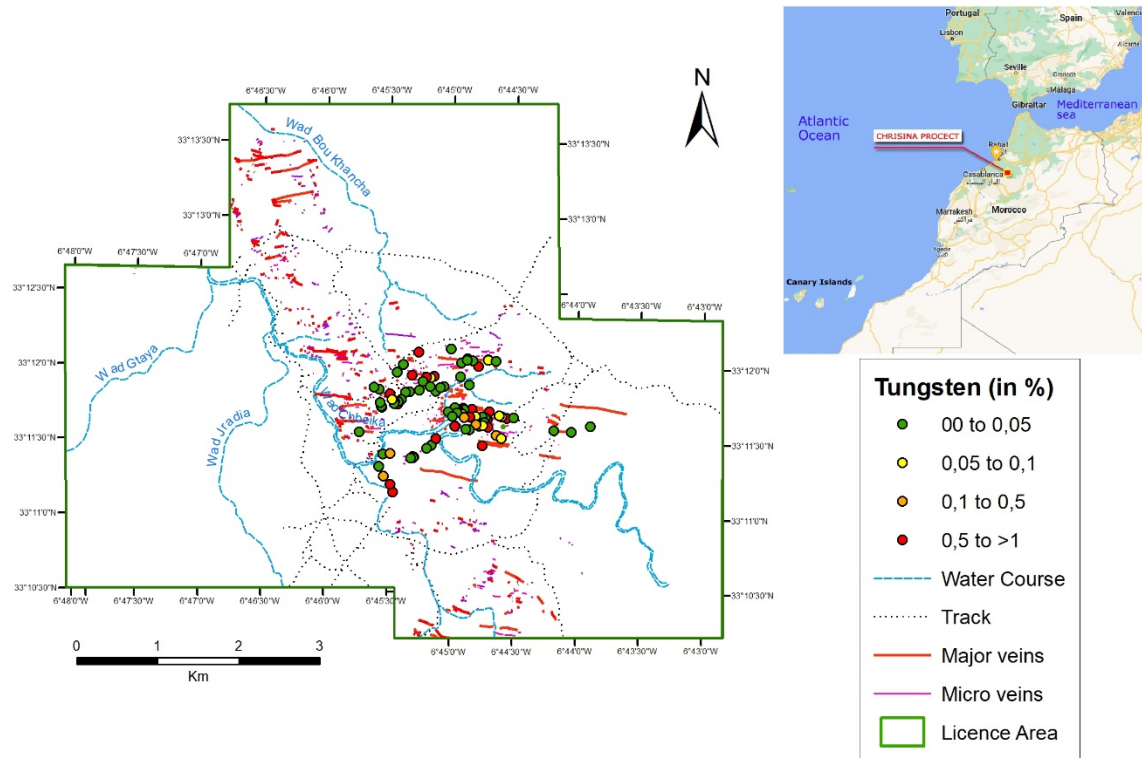 N
6°46'30"W 6°46'0"W 6°45'30"W 6°45'0"W 6°44'30"W
33°13'30"N
33°13'30"N
Wad Bou Khancha
33°13'0"N
33°13'0"N
6°48'0"W 6°47'30"W 6°47'0"W
33°12'30"N
6°44'0"W 6°43'30"W 6°43'0"W
33°12'0"N
33°12'0"N
Wad Gtaya
Wad Chbeika
Wad Jradia
33°11'30"N
33°11'30"N
33°11'0"N
33°11'0"N
33°10'30"N
33°10'30"N
6°48'0"W 6°47'30"W 6°47'0"W 6°46'30"W 6°46'0"W 6°45'30"W
6°45'0"W 6°44'30"W 6°44'0"W 6°43'30"W 6°43'0"W
0 1 2 3
Km
Portugal
Spain
Valencia
Lisbon
Alicante
Seville
Granada
Málaga
Gibraltar
Mediterranean
sea
Atlantic
Ocean
CHRISINA PROCECT
Rabat
Casablanca
الدار البيضاء
Marrakesh
مراكش
Morocco
Agadir
Canary Islands
Tungsten (in %)
00 to 0,05
0,05 to 0,1
0,1 to 0,5
0,5 to >1
Water Course
Track
Major veins
Micro veins
Licence Area